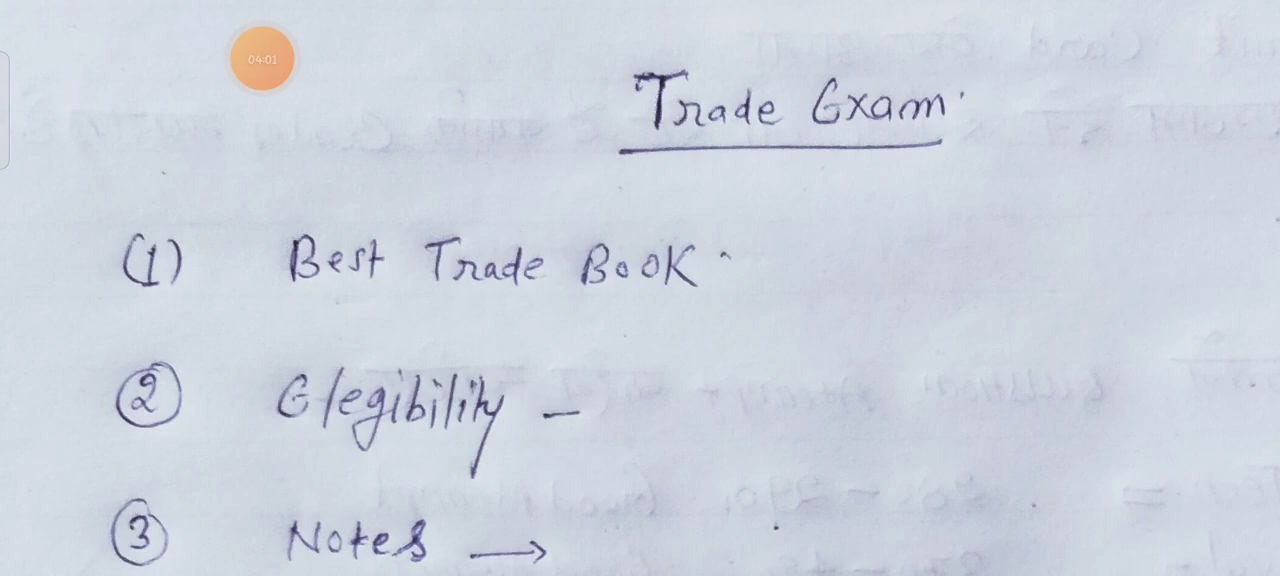 04:01
Trade Exam.
(1) Best Trade Book.
② Elegibility –
③ Notes →